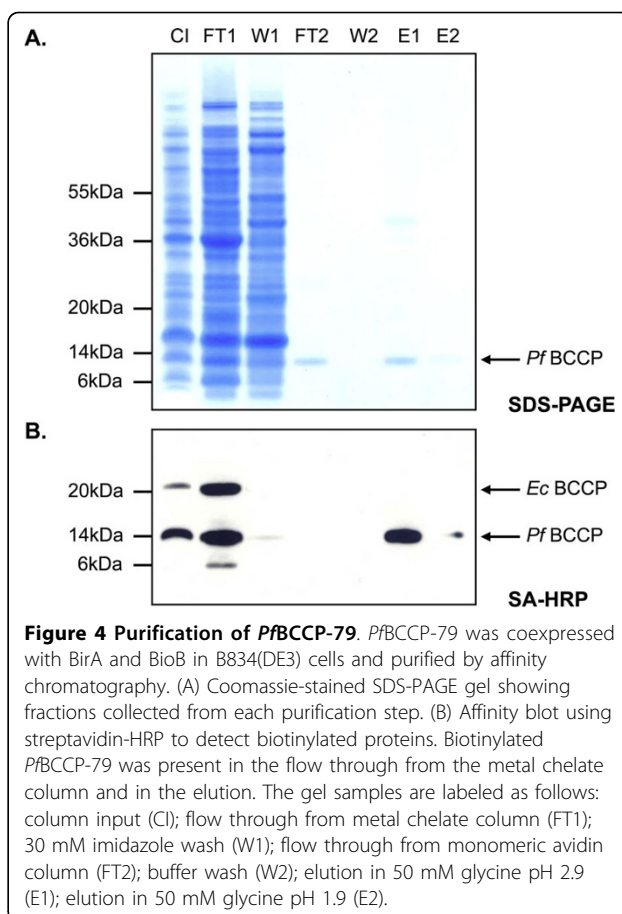 A.
CI FT1 W1 FT2 W2 E1 E2
55kDa
36kDa
20kDa
14kDa
6kDa
Pf BCCP
SDS-PAGE
B.
20kDa
14kDa
6kDa
Ec BCCP
Pf BCCP
SA-HRP
Figure 4 Purification of PfBCCP-79. PfBCCP-79 was coexpressed
with BirA and BioB in B834(DE3) cells and purified by affinity
chromatography. (A) Coomassie-stained SDS-PAGE gel showing
fractions collected from each purification step. (B) Affinity blot using
streptavidin-HRP to detect biotinylated proteins. Biotinylated
PfBCCP-79 was present in the flow through from the metal chelate
column and in the elution. The gel samples are labeled as follows:
column input (CI); flow through from metal chelate column (FT1);
30 mM imidazole wash (W1); flow through from monomeric avidin
column (FT2); buffer wash (W2); elution in 50 mM glycine pH 2.9
(E1); elution in 50 mM glycine pH 1.9 (E2).